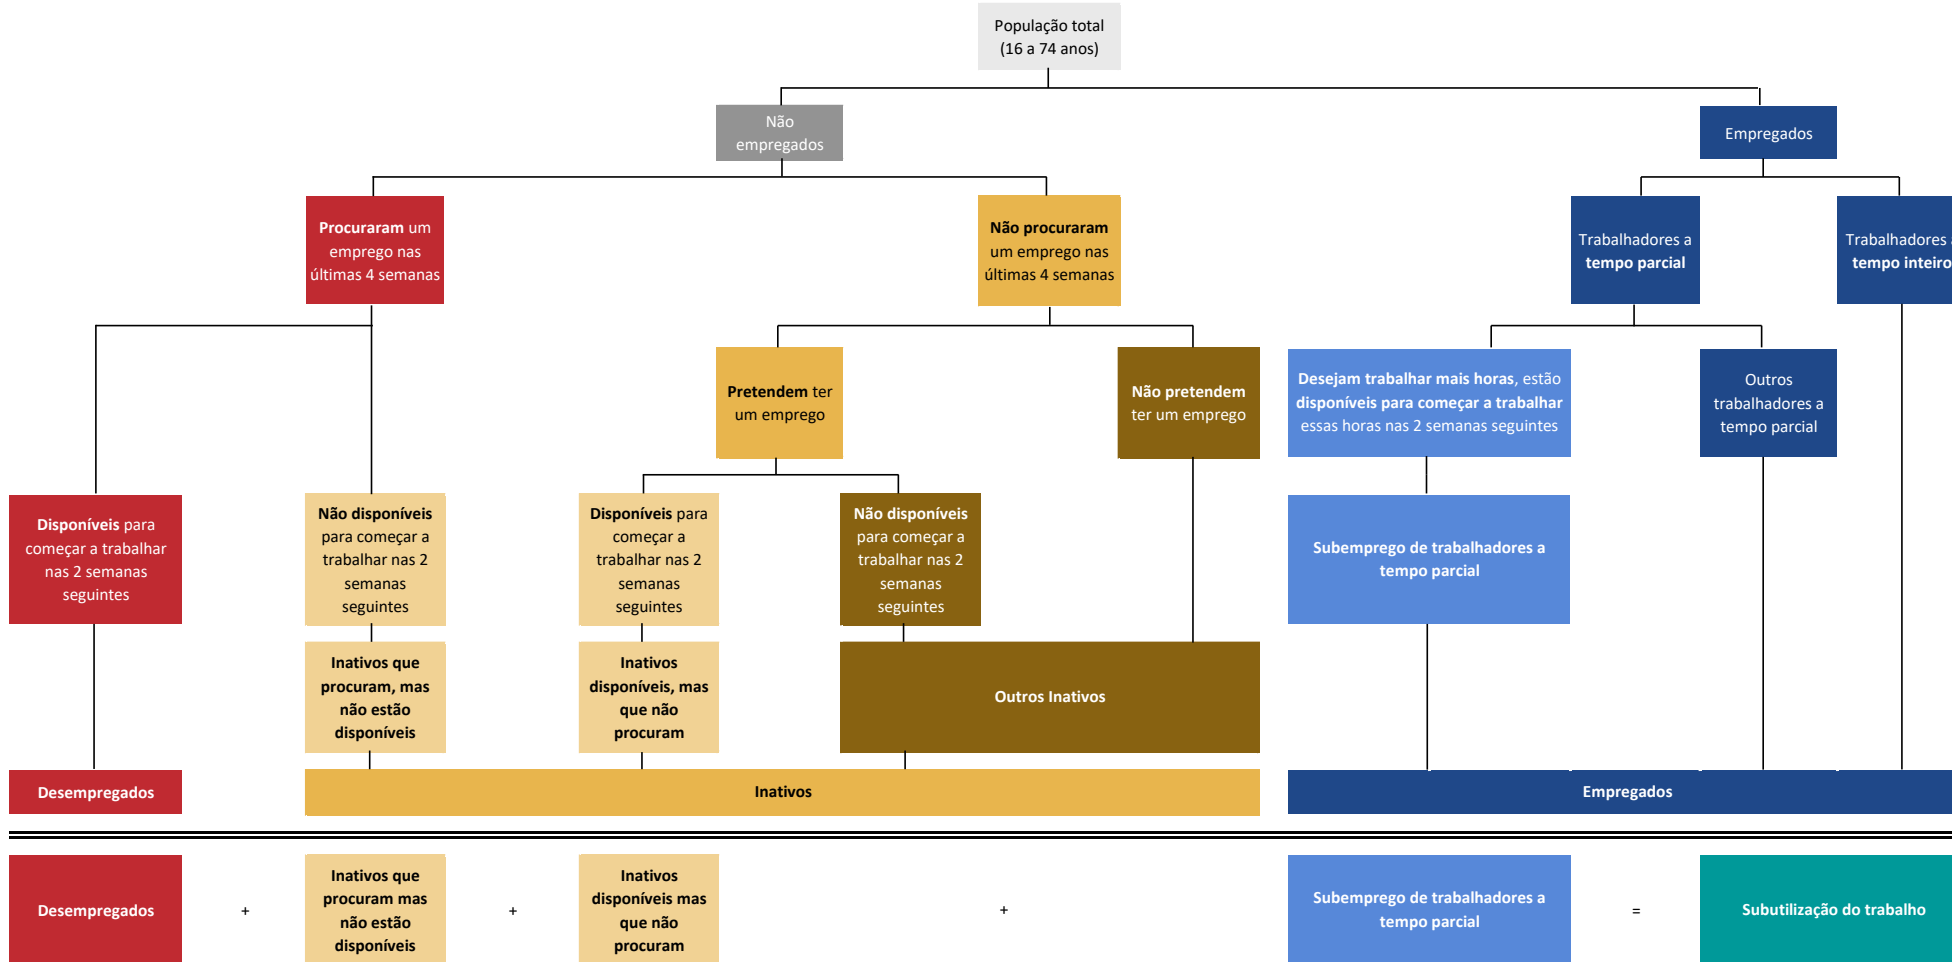 População total
(16 a 74 anos)
Não
empregados
Empregados
Procuraram um
emprego nas
últimas 4 semanas
Não procuraram
um emprego nas
últimas 4 semanas
Trabalhadores a
tempo parcial
Trabalhadores a
tempo inteiro
Pretendem ter
um emprego
Não pretendem
ter um emprego
Desejam trabalhar mais horas, estão
disponíveis para começar a trabalhar
essas horas nas 2 semanas seguintes
Outros
trabalhadores a
tempo parcial
Disponíveis para
começar a trabalhar
nas 2 semanas
seguintes
Não disponíveis
para começar a
trabalhar nas 2
semanas
seguintes
Disponíveis para
começar a
trabalhar nas 2
semanas
seguintes
Não disponíveis
para começar a
trabalhar nas 2
semanas
seguintes
Subemprego de trabalhadores a
tempo parcial
Inativos que
procuram, mas
não estão
disponíveis
Inativos
disponíveis, mas
que não
procuram
Outros Inativos
Desempregados
Inativos
Empregados
Desempregados
+
Inativos que
procuram mas
não estão
disponíveis
+
Inativos
disponíveis mas
que não
procuram
+
Subemprego de trabalhadores a
tempo parcial
=
Subutilização do trabalho